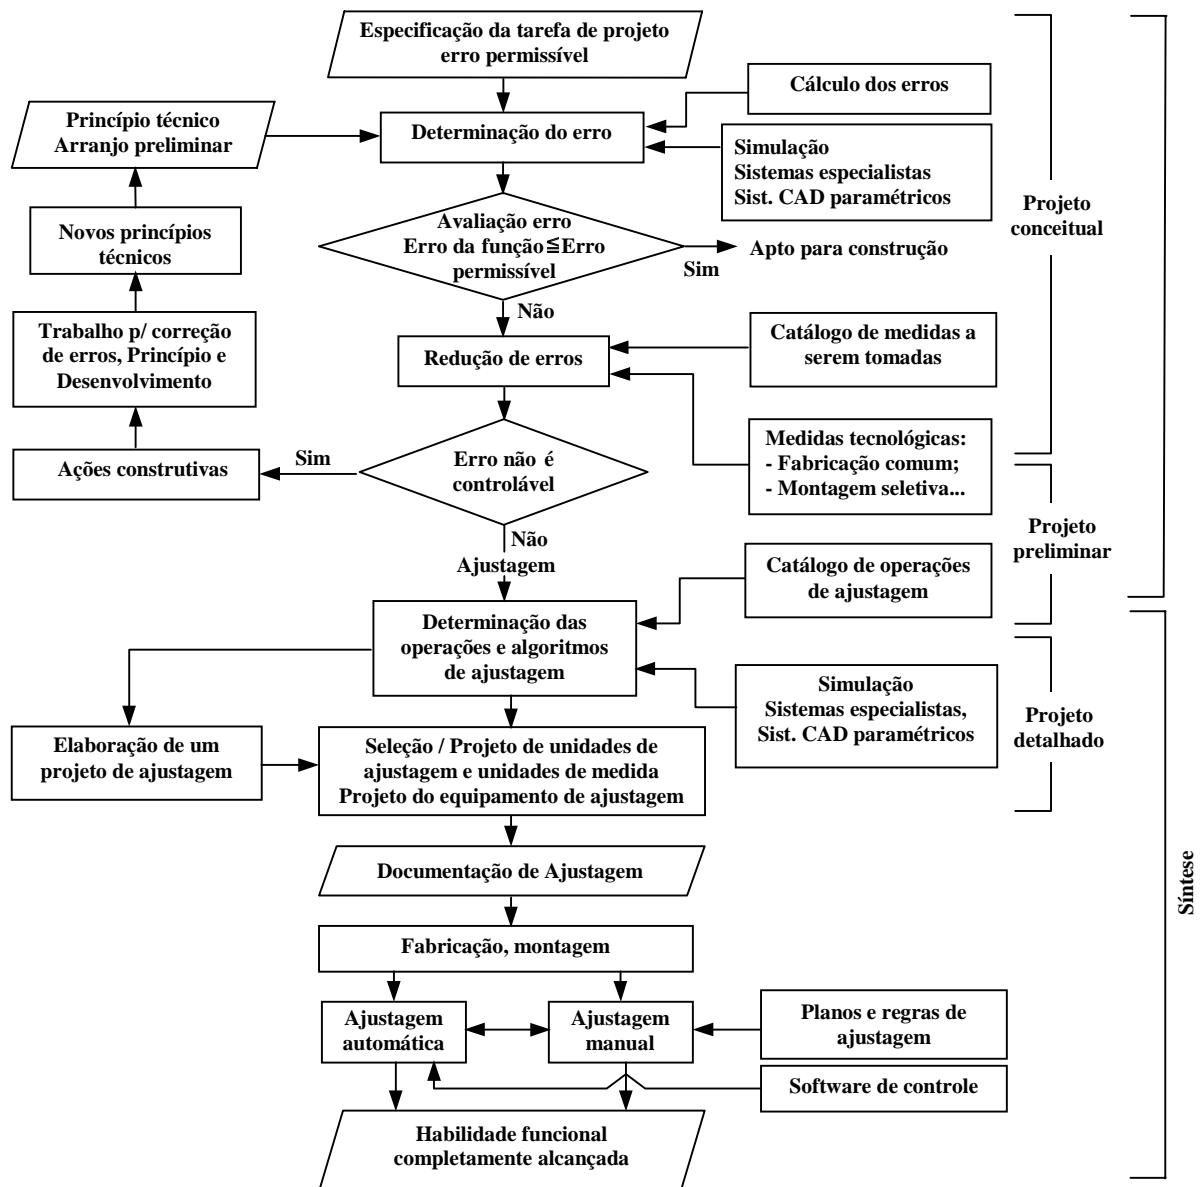 Especificação da tarefa de projeto
erro permissível
Cálculo dos erros
Princípio técnico
Arranjo preliminar
Determinação do erro
Simulação
Sistemas especialistas
Sist. CAD paramétricos
Projeto
conceitual
Novos princípios
técnicos
Avaliação erro
Erro da função≦Erro
permissível
Sim
Apto para construção
Não
Trabalho p/ correção
de erros, Princípio e
Desenvolvimento
Redução de erros
Catálogo de medidas a
serem tomadas
Ações construtivas
Sim
Erro não é
controlável
Medidas tecnológicas:
- Fabricação comum;
- Montagem seletiva...
Projeto
preliminar
Não
Ajustagem
Catálogo de operações
de ajustagem
Determinação das
operações e algoritmos
de ajustagem
Simulação
Sistemas especialistas,
Sist. CAD paramétricos
Projeto
detalhado
Elaboração de um
projeto de ajustagem
Seleção / Projeto de unidades de
ajustagem e unidades de medida
Projeto do equipamento de ajustagem
Documentação de Ajustagem
Síntese
Fabricação, montagem
Ajustagem
automática
Ajustagem
manual
Planos e regras de
ajustagem
Software de controle
Habilidade funcional
completamente alcançada